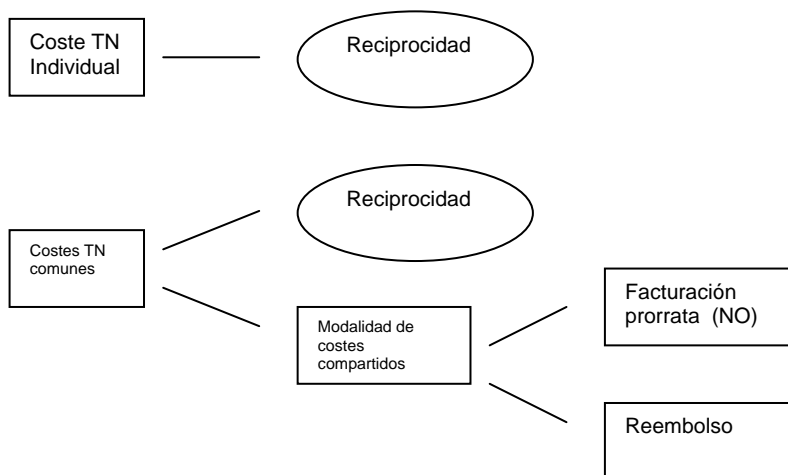 Coste TN
Individual
Reciprocidad
Reciprocidad
Costes TN
comunes
Modalidad de
costes
compartidos
Facturación
prorrata  (NO)
Reembolso